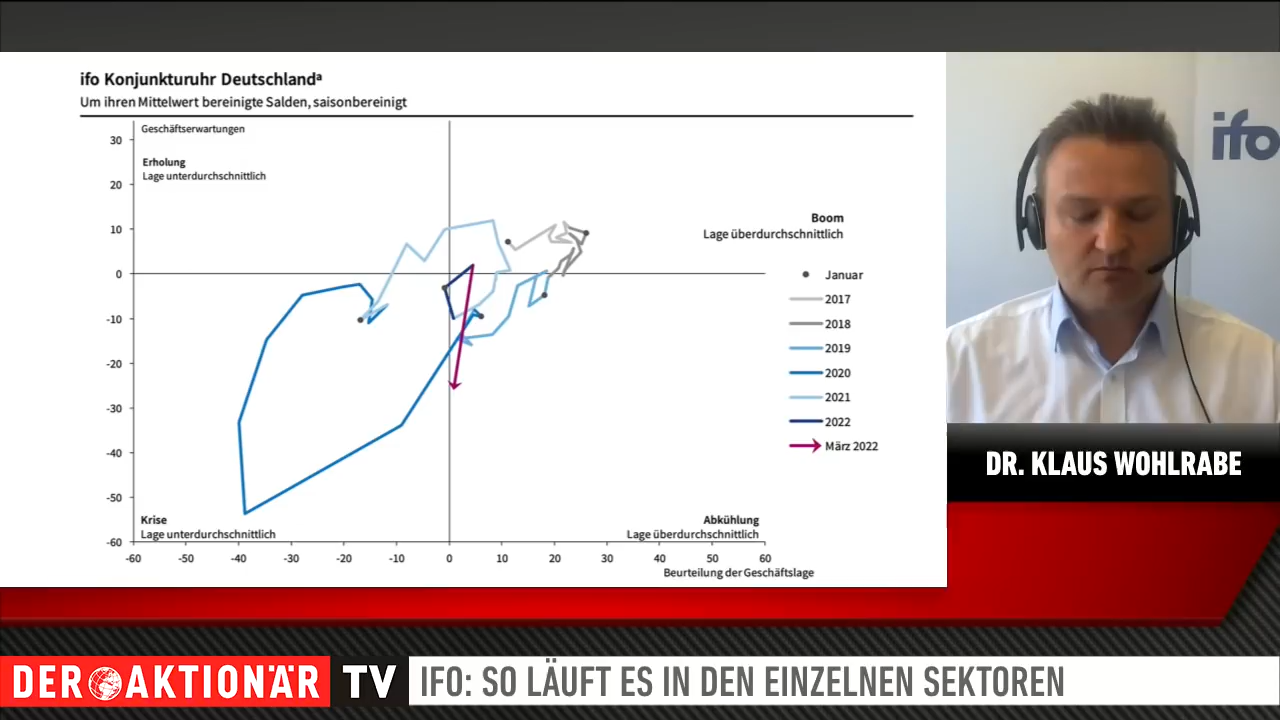 ifo Konjunkturuhr Deutschlandª
Um ihren Mittelwert bereinigte Salden, saisonbereinigt
Geschäftserwartungen
Erholung
Lage unterdurchschnittlich
30
20
10
0
-10
-20
-30
-40
-50
-60
Boom
Lage überdurchschnittlich
Januar
2017
2018
2019
2020
2021
2022
März 2022
Krise
Lage unterdurchschnittlich
Abkühlung
Lage überdurchschnittlich
-60 -50 -40 -30 -20 -10 0 10 20 30 40 50 60
Beurteilung der Geschäftslage
ifo
DR. KLAUS WOHLRABE
DER AKTIONÄR TV
IFO: SO LÄUFT ES IN DEN EINZELNEN SEKTOREN